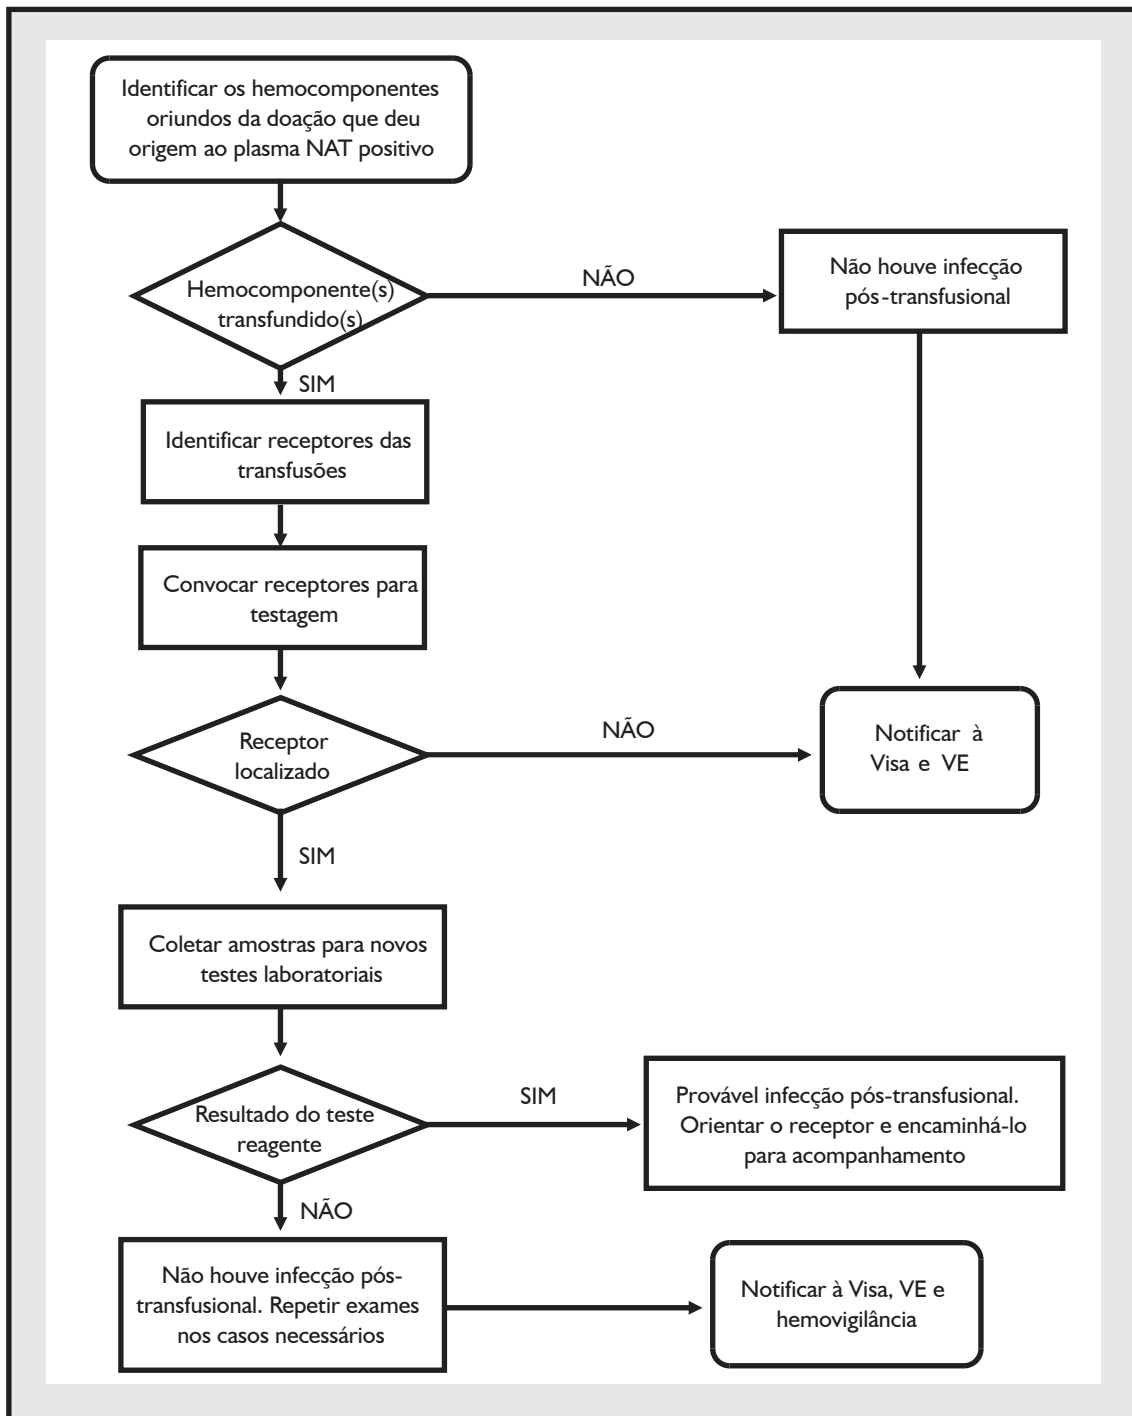 Identificar os hemocomponentes
oriundos da doação que deu
origem ao plasma NAT positivo
Hemocomponente(s)
transfundido(s)
NÃO
Não houve infecção
pós-transfusional
SIM
Identificar receptores das
transfusões
Convocar receptores para
testagem
Receptor
localizado
NÃO
Notificar à
Visa e VE
SIM
Coletar amostras para novos
testes laboratoriais
Resultado do teste
reagente
SIM
Provável infecção pós-transfusional.
Orientar o receptor e encaminhá-lo
para acompanhamento
NÃO
Não houve infecção pós-
transfusional. Repetir exames
nos casos necessários
Notificar à Visa, VE e
hemovigilância